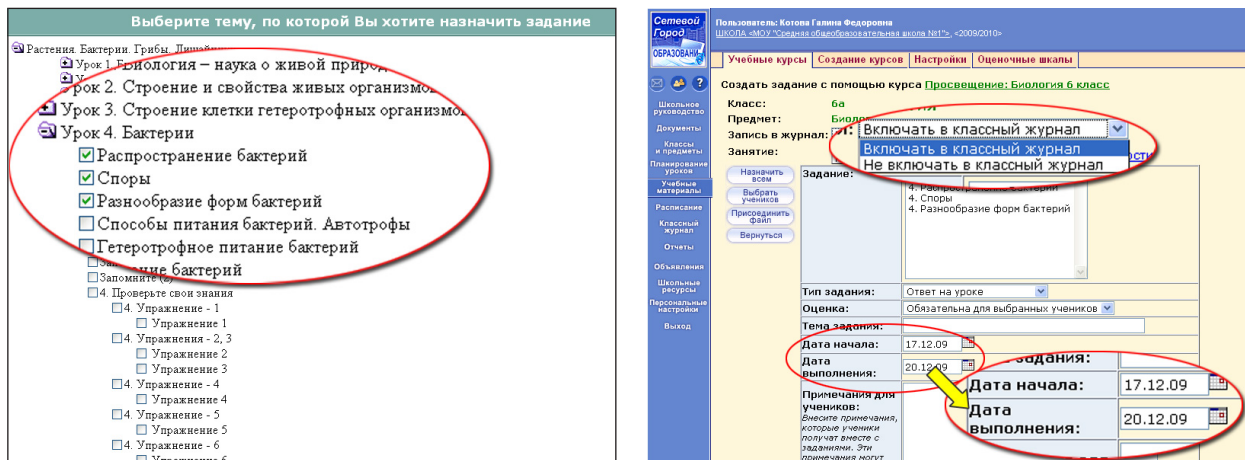 Выберите тему, по которой Вы хотите назначить задание
Растения. Бактерии. Грибы.
Урок 1. Биология – наука о живой
Урок 2. Строение и свойства живых
Урок 3. Строение клетки гетеротрофных
Урок 4. Бактерии
Распространение бактерий
Споры
Разнообразие форм бактерий
Способы питания бактерий. Автотрофы
Гетеротрофное питание бактерий
бактерий
Запомните (2)
4. Проверьте свои знания
4. Упражнение - 1
Упражнение 1
4. Упражнения - 2, 3
Упражнение 2
Упражнение 3
4. Упражнение - 4
Упражнение 4
4. Упражнение - 5
Упражнение 5
4. Упражнение - 6
Упражнение 6
Сетевой Город
ОБРАЗОВАНИЕ
Пользователь: Котова Галина Федоровна
ШКОЛА «МОУ "Средняя общеобразовательная школа №1"», <2009/2010>
Учебные курсы Создание курсов Настройки Оценочные шкалы
Школьное руководство
Документы
Классы и предметы
Планирование уроков
Учебные материалы
Расписание
Классный журнал
Отчеты
Объявления
Школьные ресурсы
Персональные настройки
Выход
Создать задание с помощью курса Просвещение: Биология 6 класс
Класс: 6а
Предмет:
Запись в журнал:
Занятие:
Включать в классный журнал
Включать в классный журнал
Не включать в классный журнал
Назначить всем
Выбрать учеников
Присоединить файл
Вернуться
Задание:
4. Распространение бактерий
4. Споры
4. Разнообразие форм бактерий
Тип задания: Ответ на уроке
Оценка: Обязательна для выбранных учеников
Тема задания:
Дата начала: 17.12.09
Дата выполнения: 20.12.09
задания:
Дата начала: 17.12.09
Дата
выполнения: 20.12.09
Примечания для учеников:
Внесите примечания,
которые ученики
получат вместе с
заданиями. Эти
примечания могут